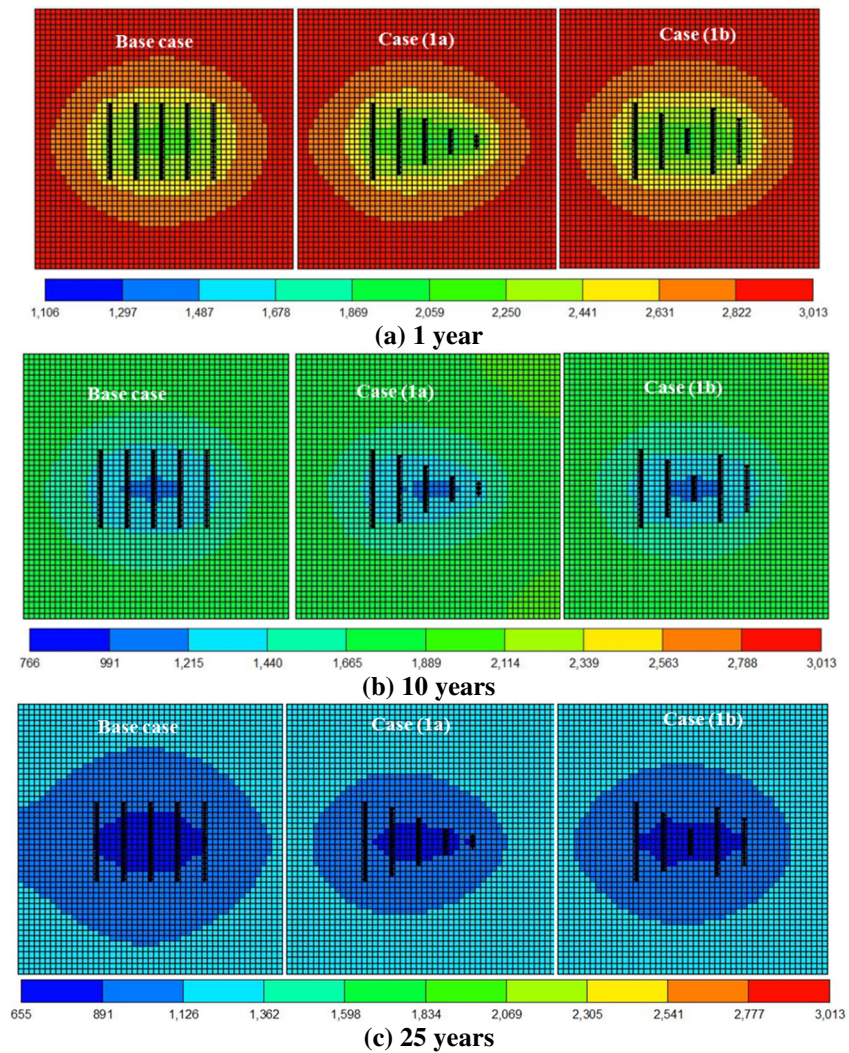 Base case Case (1a) Case (1b)
1,106 1,297 1,487 1,678 1,869 2,059 2,250 2,441 2,631 2,822 3,013
(a) 1 year
Base case Case (1a) Case (1b)
766 991 1,215 1,440 1,665 1,889 2,114 2,339 2,563 2,788 3,013
(b) 10 years
Base case Case (1a) Case (1b)
655 891 1,126 1,362 1,598 1,834 2,069 2,305 2,541 2,777 3,013
(c) 25 years